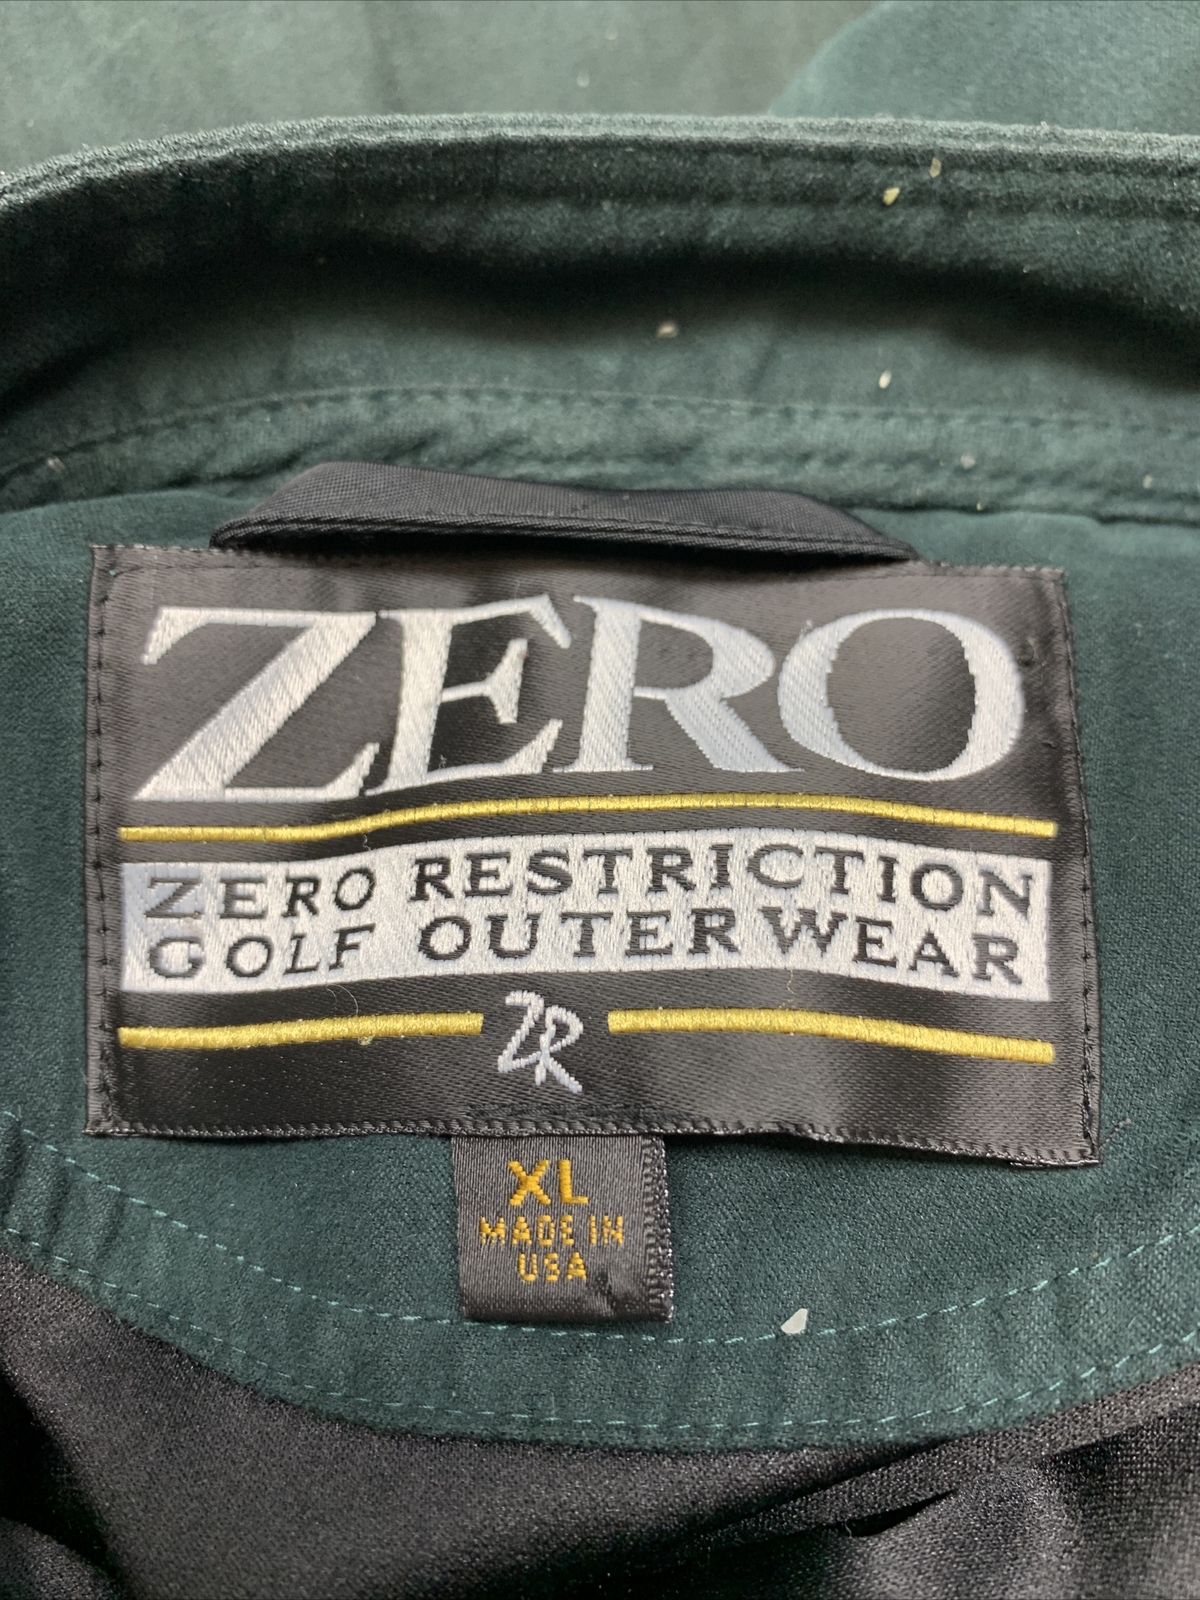 ZERO
ZERO RESTRICTION
GOLF OUTERWEAR
ZR
XL
MADE IN
USA